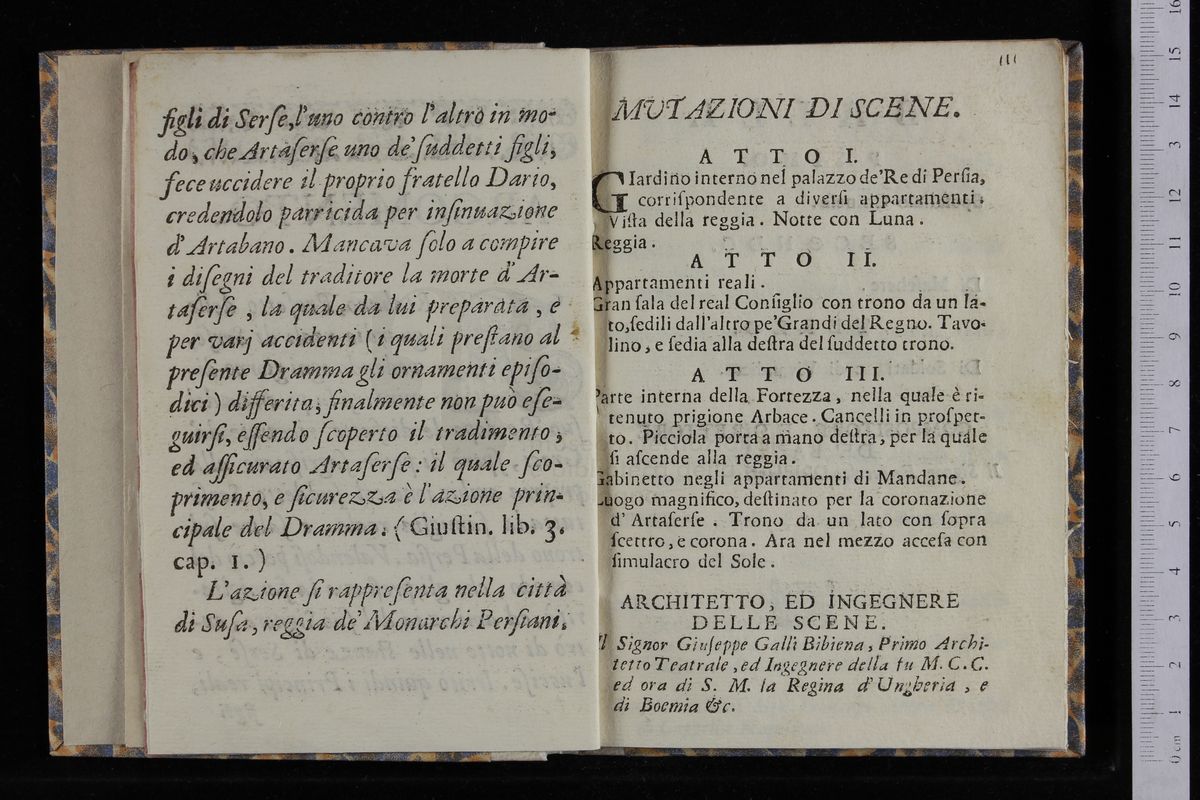 figli di Serſe, l'uno contro l'altro in mo-
do, che Artaſerſe uno de' ſuddetti figli,
fece uccidere il proprio fratello Dario,
credendolo parricida per inſinuazione
d'Artabano. Mancava ſolo a compire
i diſegni del traditore la morte d'Ar-
taſerſe, la quale da lui preparata, e
per varj accidenti (i quali preſtano al
preſente Dramma gli ornamenti epiſo-
dici) differita, finalmente non può eſe-
guirſi, eſſendo ſcoperto il tradimento,
ed aſſicurato Artaſerſe: il quale ſco-
primento, e ſicurezza è l'azione prin-
cipale del Dramma. (Giuſtin. lib. 3.
cap. 1.)
L'azione ſi rappreſenta nella città
di Suſa, reggia de' Monarchi Perſiani.
MUTAZIONI DI SCENE.
ATTO I.
GIardino interno nel palazzo de'Re di Perſia,
corriſpondente a diverſi appartamenti.
Viſta della reggia. Notte con Luna.
Reggia.
ATTO II.
Appartamenti reali.
Gran ſala del real Conſiglio con trono da un la-
to, ſedili dall'altro pe'Grandi del Regno. Tavo-
lino, e ſedia alla deſtra del ſuddetto trono.
ATTO III.
Parte interna della Fortezza, nella quale è ri-
tenuto prigione Arbace. Cancelli in proſpet-
to. Picciola porta a mano deſtra, per la quale
ſi aſcende alla reggia.
Gabinetto negli appartamenti di Mandane.
Luogo magnifico, deſtinato per la coronazione
d'Artaſerſe. Trono da un lato con ſopra
ſcettro, e corona. Ara nel mezzo acceſa con
ſimulacro del Sole.
ARCHITETTO, ED INGEGNERE
DELLE SCENE.
Il Signor Giuſeppe Galli Bibiena, Primo Archi-
tetto Teatrale, ed Ingegnere della fu M. C. C.
ed ora di S. M. la Regina d'Ungheria, e
di Boemia &c.